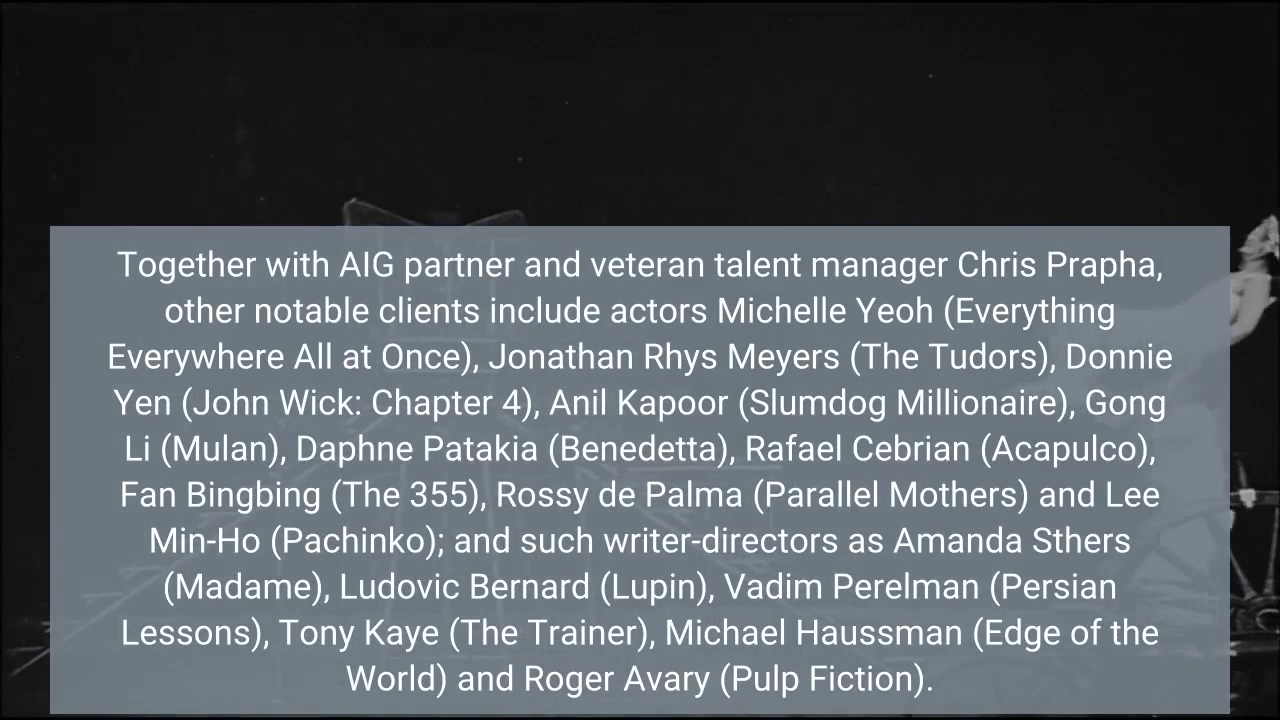 Together with AIG partner and veteran talent manager Chris Prapha,
other notable clients include actors Michelle Yeoh (Everything
Everywhere All at Once), Jonathan Rhys Meyers (The Tudors), Donnie
Yen (John Wick: Chapter 4), Anil Kapoor (Slumdog Millionaire), Gong
Li (Mulan), Daphne Patakia (Benedetta), Rafael Cebrian (Acapulco),
Fan Bingbing (The 355), Rossy de Palma (Parallel Mothers) and Lee
Min-Ho (Pachinko); and such writer-directors as Amanda Sthers
(Madame), Ludovic Bernard (Lupin), Vadim Perelman (Persian
Lessons), Tony Kaye (The Trainer), Michael Haussman (Edge of the
World) and Roger Avary (Pulp Fiction).